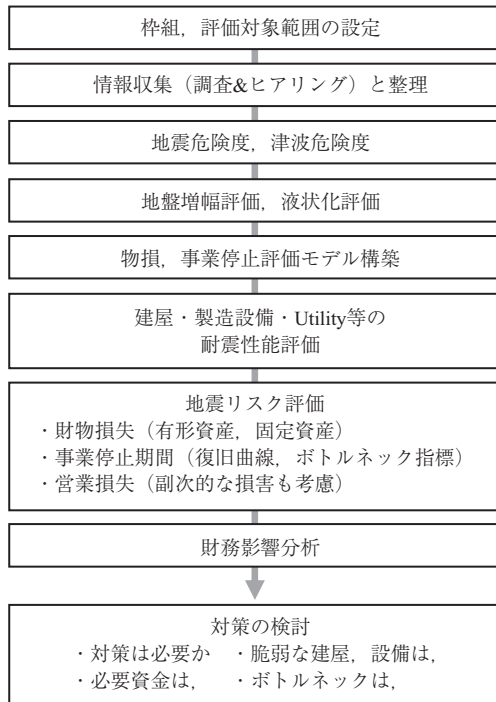 枠組，評価対象範囲の設定
情報収集（調査&ヒアリング）と整理
地震危険度，津波危険度
地盤増幅評価，液状化評価
物損，事業停止評価モデル構築
建屋・製造設備・Utility等の
耐震性能評価
地震リスク評価
・財物損失（有形資産，固定資産）
・事業停止期間（復旧曲線，ボトルネック指標）
・営業損失（副次的な損害も考慮）
財務影響分析
対策の検討
・対策は必要か　・脆弱な建屋，設備は，
・必要資金は，　・ボトルネックは，